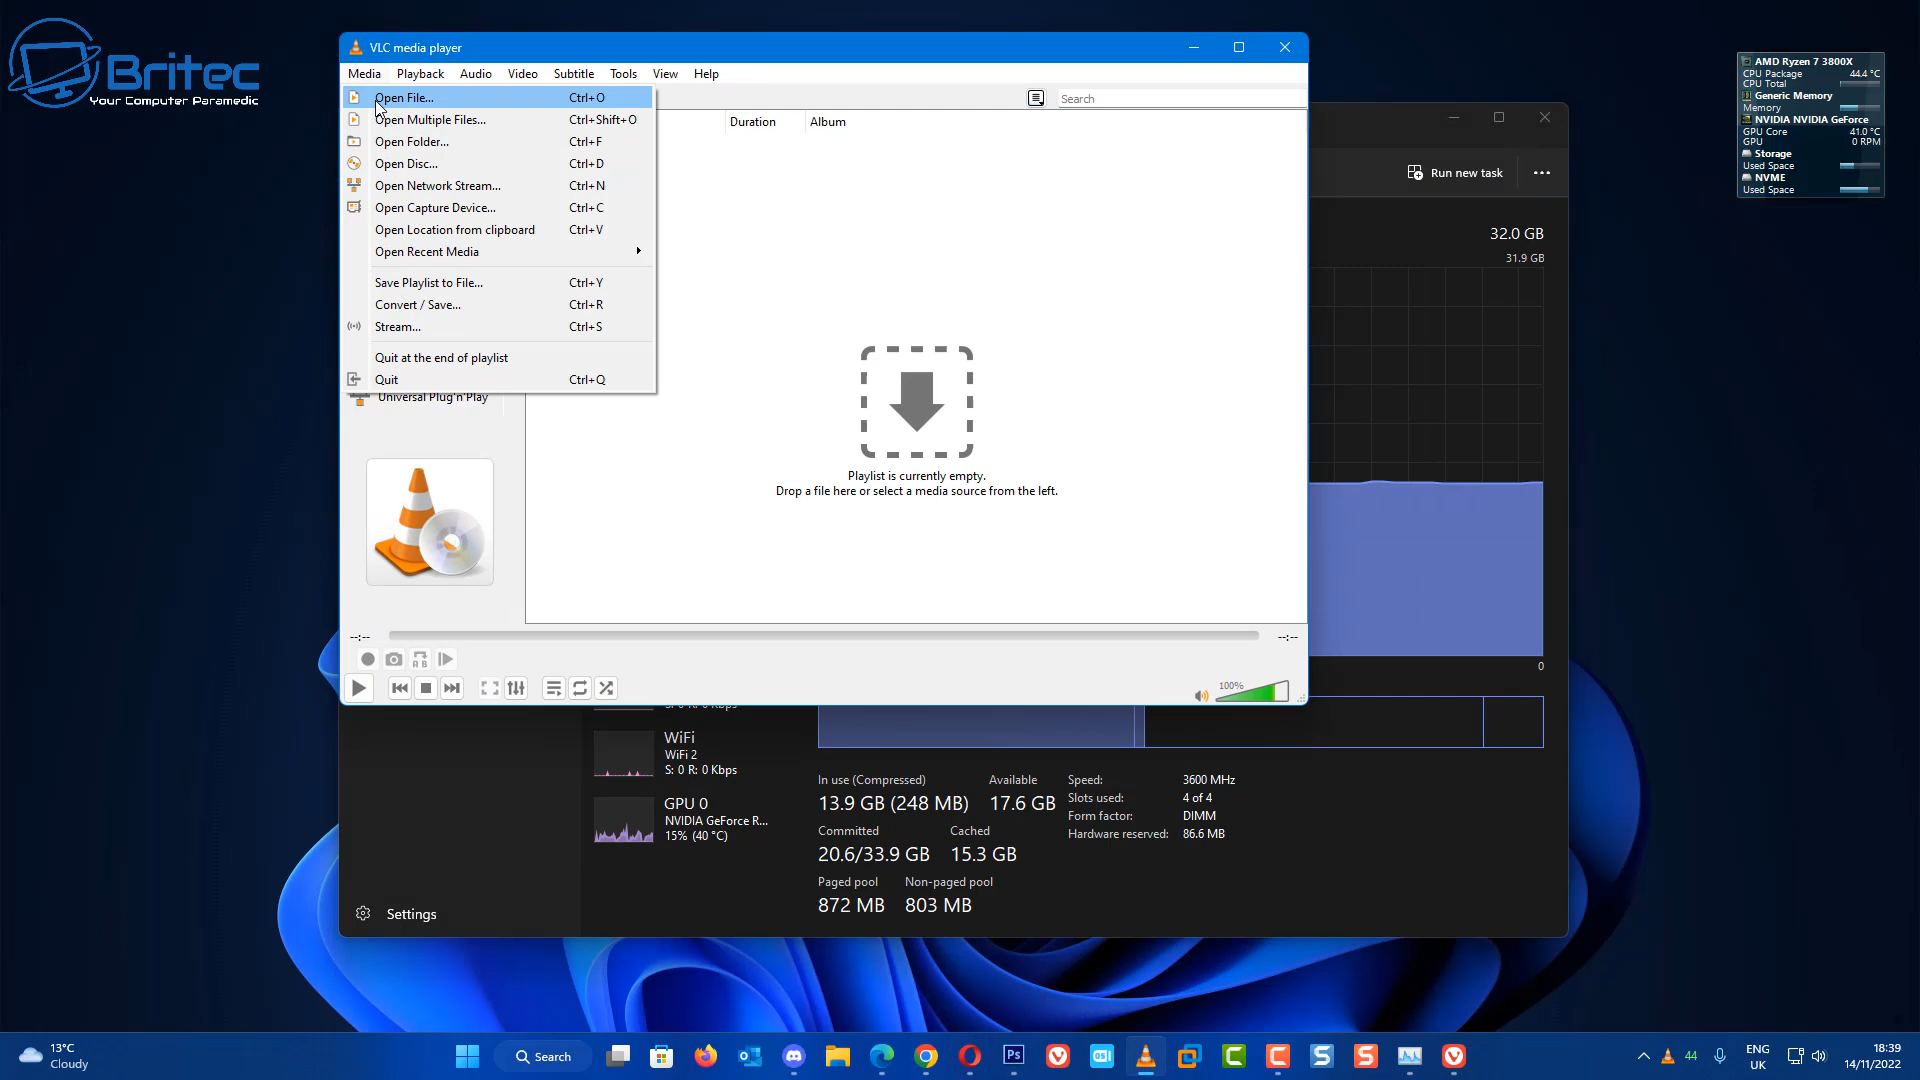 Britec
Your Computer Paramedic
VLC media player
Media Playback Audio Video Subtitle Tools View Help
Open File... Ctrl+O
Open Multiple Files... Ctrl+Shift+O
Open Folder... Ctrl+F
Open Disc... Ctrl+D
Open Network Stream... Ctrl+N
Open Capture Device... Ctrl+C
Open Location from clipboard Ctrl+V
Open Recent Media
Save Playlist to File... Ctrl+Y
Convert / Save... Ctrl+R
Stream... Ctrl+S
Quit at the end of playlist
Quit Ctrl+Q
Universal Plug'n'Play
Search
Duration Album
Playlist is currently empty.
Drop a file here or select a media source from the left.
--:-- --:--
100%
Run new task
32.0 GB
31.9 GB
0
S: 0 R: 0 Kbps
WiFi
WiFi 2
S: 0 R: 0 Kbps
GPU 0
NVIDIA GeForce R...
15% (40 °C)
In use (Compressed) Available
13.9 GB (248 MB) 17.6 GB
Committed Cached
20.6/33.9 GB 15.3 GB
Paged pool Non-paged pool
872 MB 803 MB
Speed: 3600 MHz
Slots used: 4 of 4
Form factor: DIMM
Hardware reserved: 86.6 MB
Settings
AMD Ryzen 7 3800X
CPU Package 44.4 °C
CPU Total
Generic Memory
Memory
NVIDIA NVIDIA GeForce
GPU Core 41.0 °C
GPU 0 RPM
Storage
Used Space
NVME
Used Space
13°C
Cloudy
Search
Ps
OSI
C
C
S
S
44
ENG
UK
18:39
14/11/2022